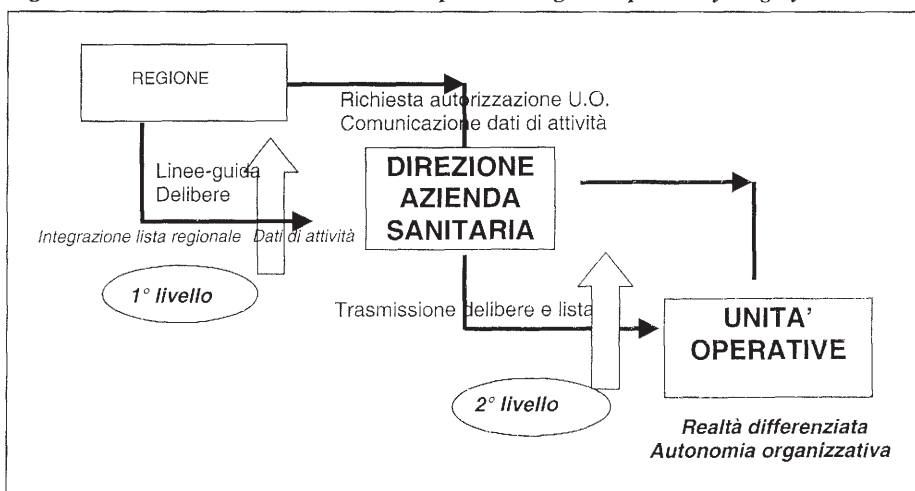 REGIONE
Richiesta autorizzazione U.O.
Comunicazione dati di attività
Linee-guida
Delibere
DIREZIONE
AZIENDA
SANITARIA
Integrazione lista regionale Dati di attività
1° livello
Trasmissione delibere e lista
UNITA'
OPERATIVE
2° livello
Realtà differenziata
Autonomia organizzativa